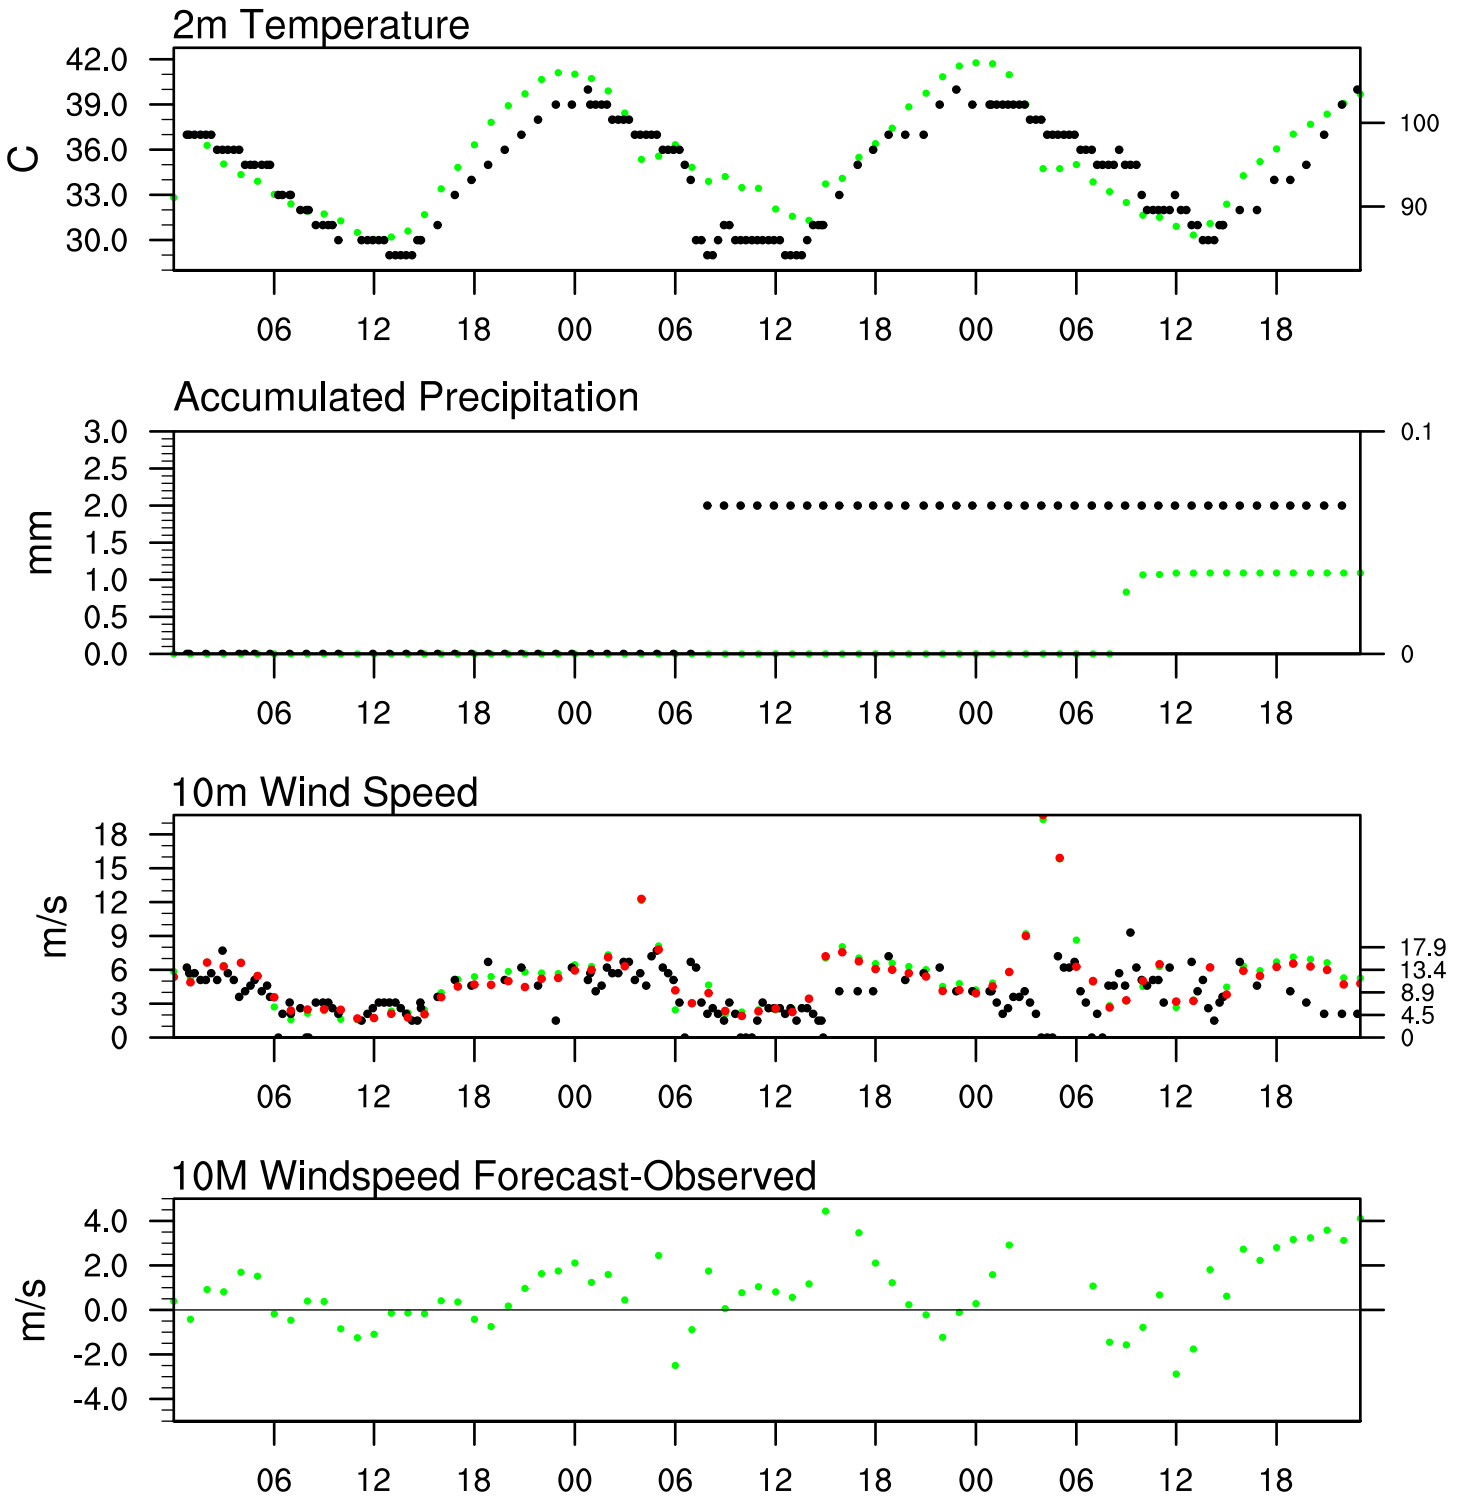 2m Temperature
42.0
39.0
36.0
33.0
30.0
C
100
90
06 12 18 00 06 12 18 00 06 12 18
Accumulated Precipitation
3.0
2.5
2.0
1.5
1.0
0.5
0.0
mm
0.1
0
06 12 18 00 06 12 18 00 06 12 18
10m Wind Speed
18
15
12
9
6
3
0
m/s
17.9
13.4
8.9
4.5
0
06 12 18 00 06 12 18 00 06 12 18
10M Windspeed Forecast-Observed
4.0
2.0
0.0
-2.0
-4.0
m/s
06 12 18 00 06 12 18 00 06 12 18